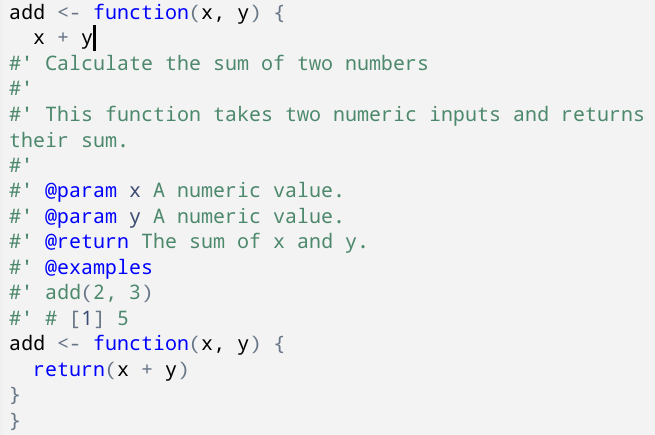 add <- function(x, y) {
  x + y
#' Calculate the sum of two numbers
#'
#' This function takes two numeric inputs and returns
their sum.
#'
#' @param x A numeric value.
#' @param y A numeric value.
#' @return The sum of x and y.
#' @examples
#' add(2, 3)
#' # [1] 5
add <- function(x, y) {
  return(x + y)
}
}